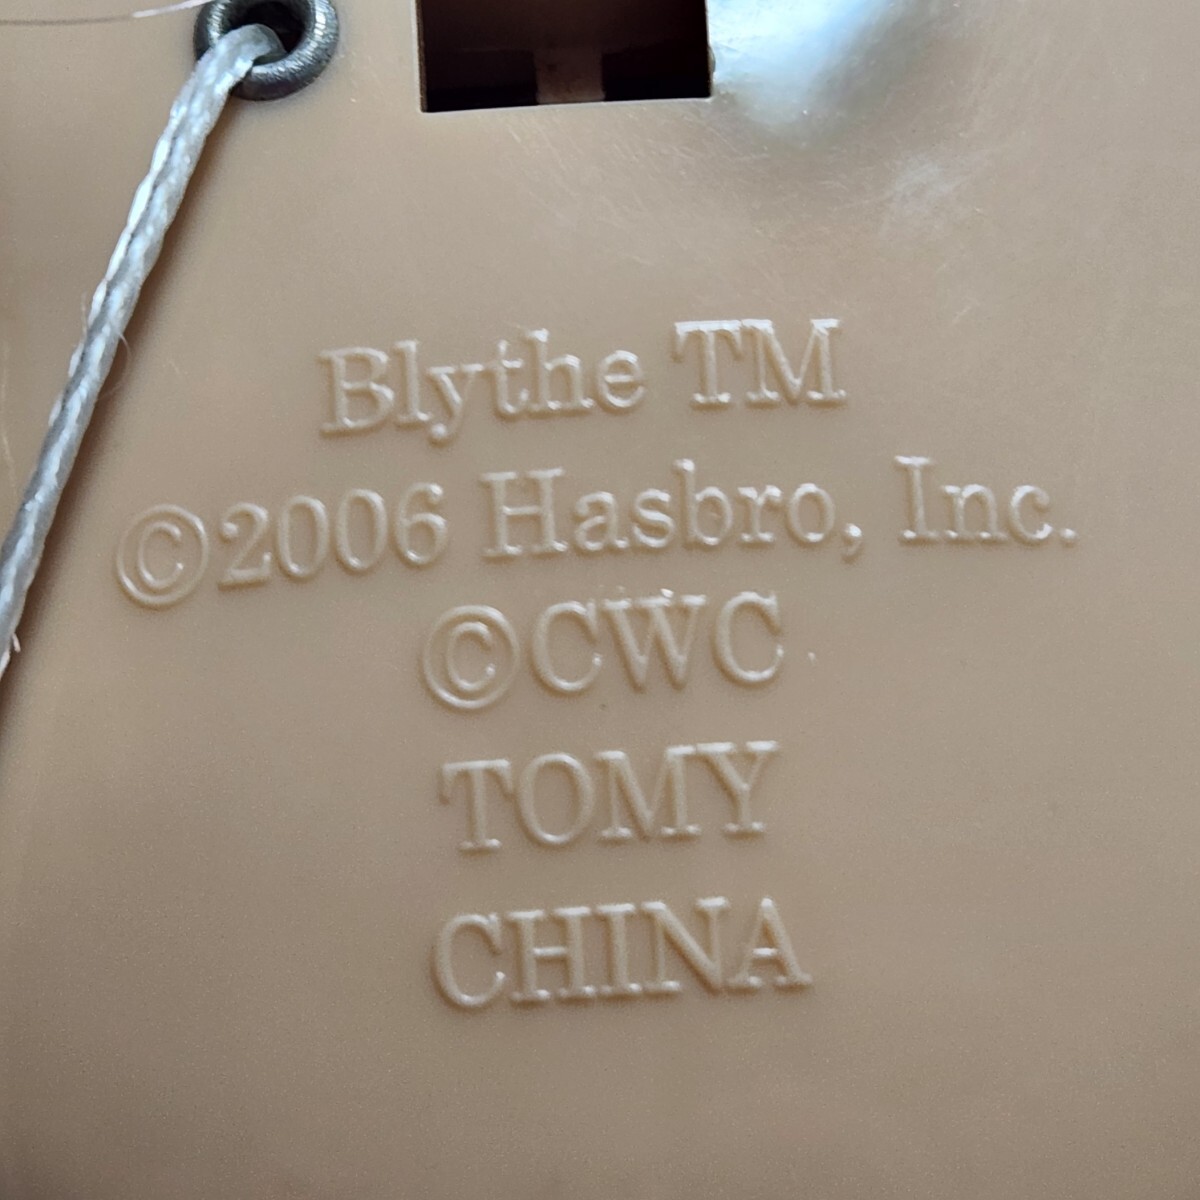 Blythe TM
©2006 Hasbro, Inc.
©CWC
TOMY
CHINA